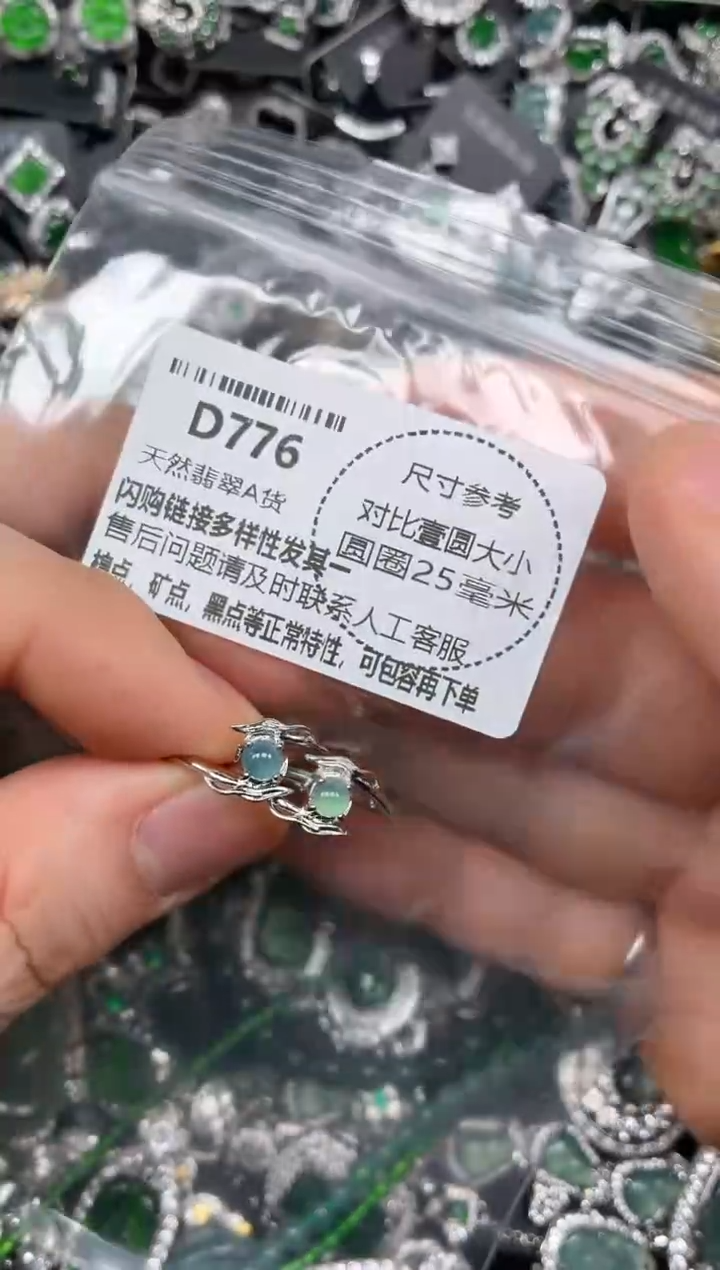 D776
天然翡翠A货
闪购链接多样性发其一
售后问题请及时联系人工客服
棉点，矿点，黑点等正常特性，可包容再下单
尺寸参考
对比壹圆大小
圆圈25毫米